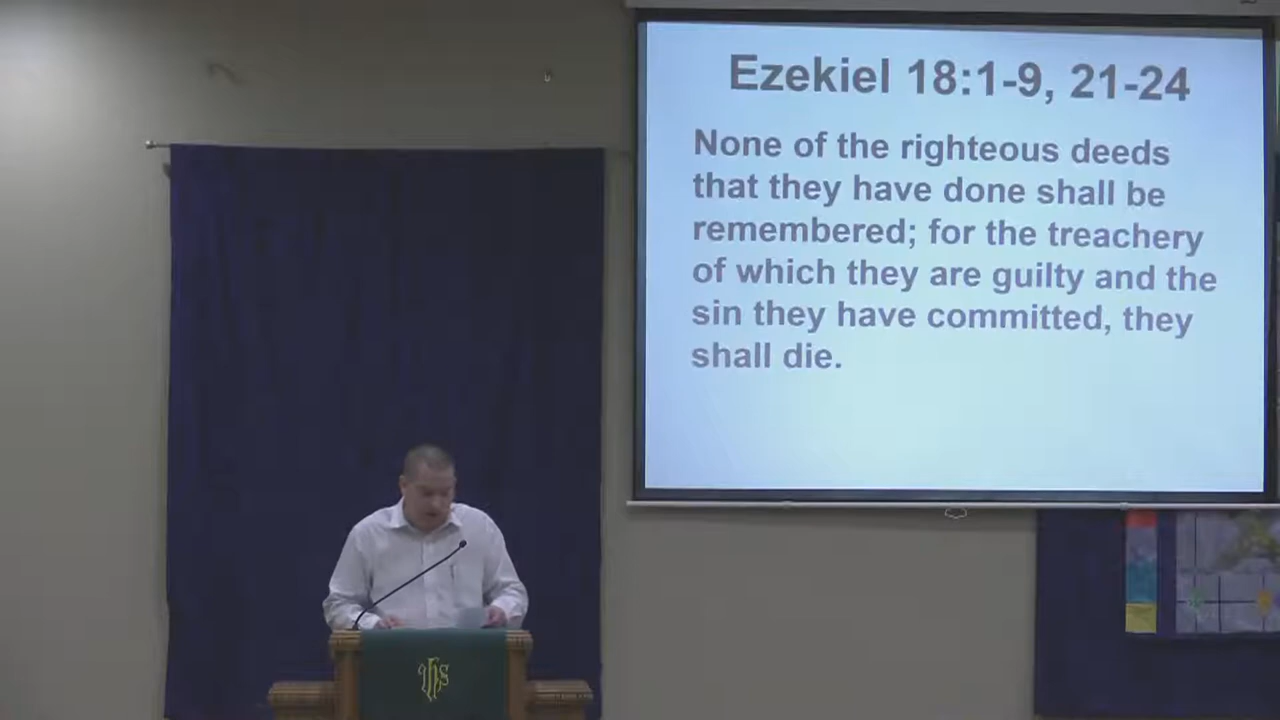 Ezekiel 18:1-9, 21-24
None of the righteous deeds
that they have done shall be
remembered; for the treachery
of which they are guilty and the
sin they have committed, they
shall die.
IHS